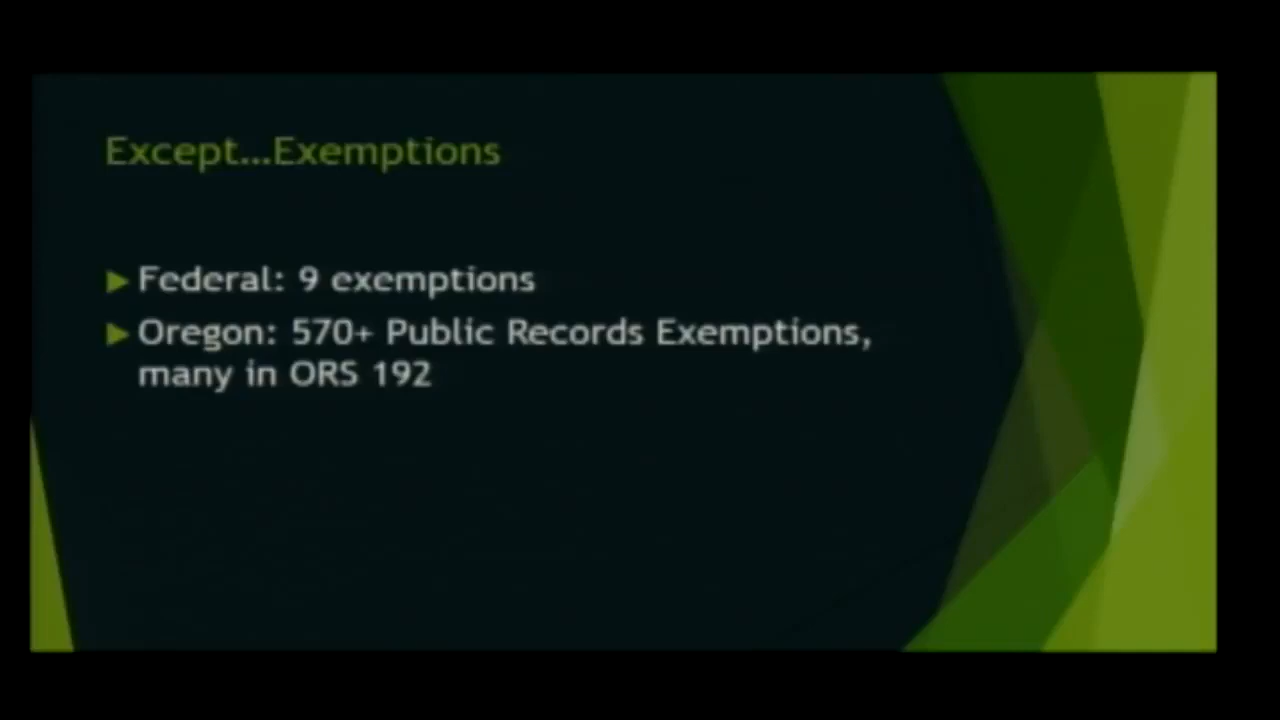 Except...Exemptions
Federal: 9 exemptions
Oregon: 570+ Public Records Exemptions,
many in ORS 192